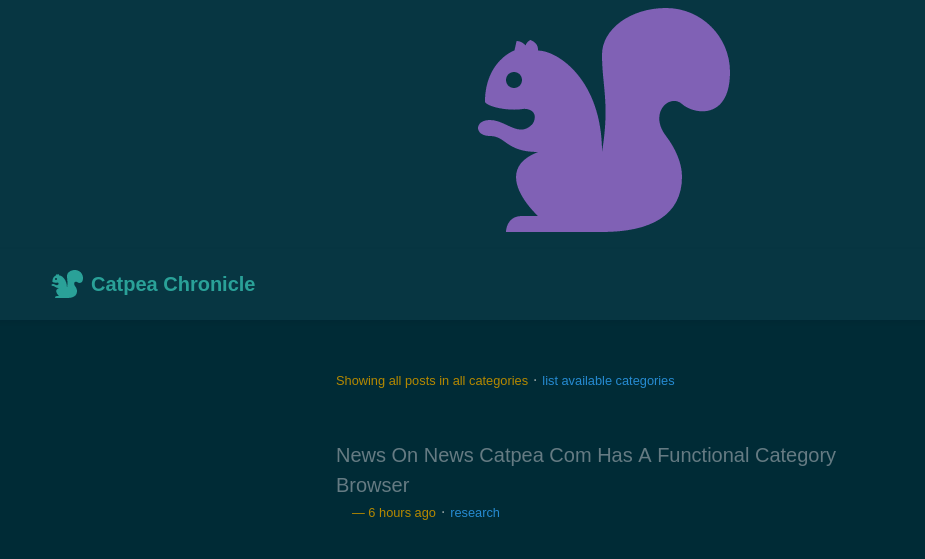 Catpea Chronicle
Showing all posts in all categories · list available categories
News On News Catpea Com Has A Functional Category
Browser
— 6 hours ago · research